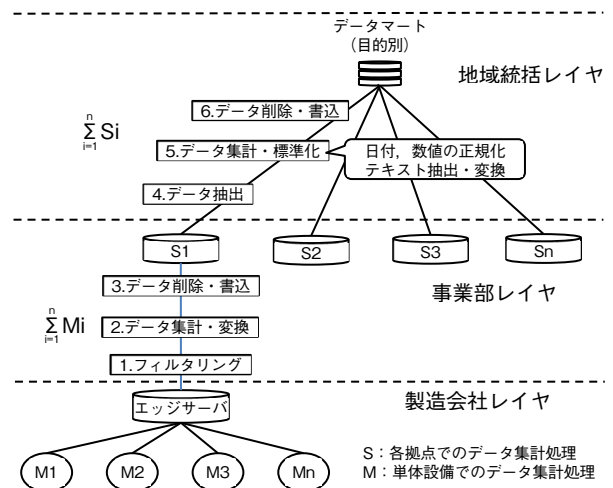 データマート
(目的別)
地域統括レイヤ
6.データ削除・書込
n
Σ Si
i=1
5.データ集計・標準化
日付，数値の正規化
テキスト抽出・変換
4.データ抽出
S1
S2
S3
Sn
3.データ削除・書込
事業部レイヤ
n
Σ Mi
i=1
2.データ集計・変換
1.フィルタリング
製造会社レイヤ
エッジサーバ
M1
M2
M3
Mn
S：各拠点でのデータ集計処理
M：単体設備でのデータ集計処理